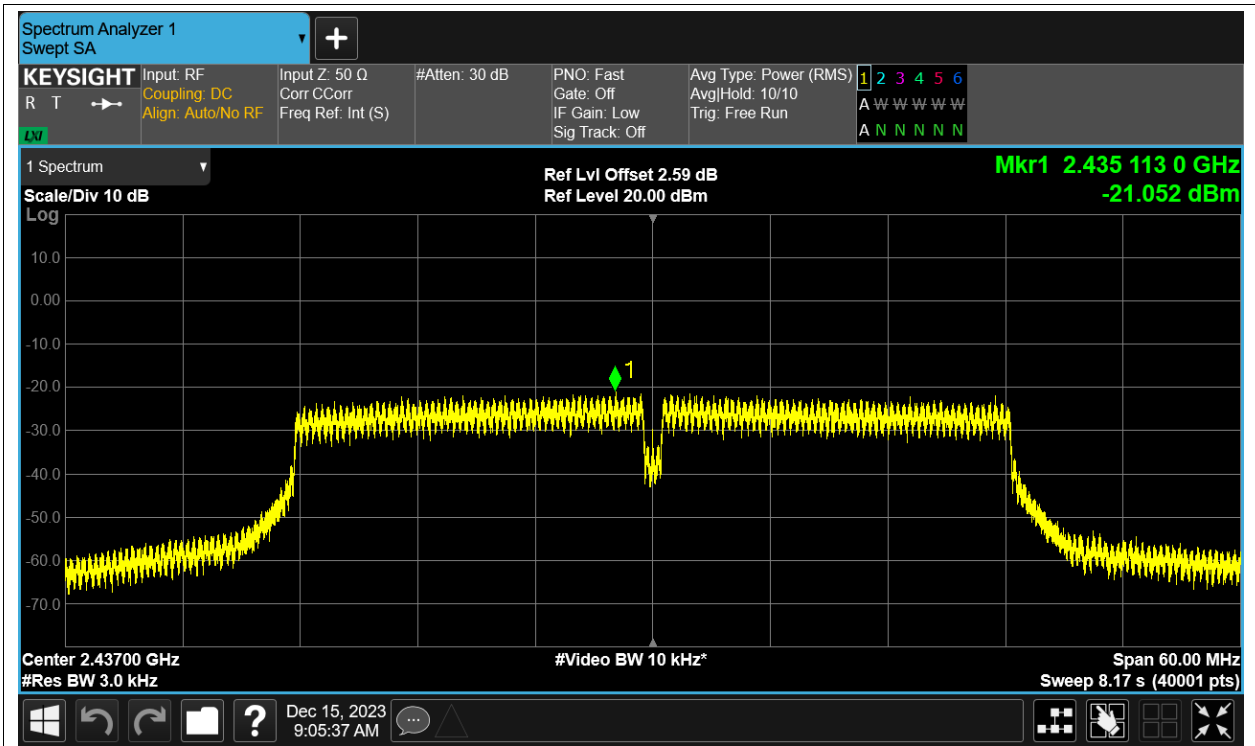 Spectrum Analyzer 1
Swept SA
+
KEYSIGHT
R T
LXI
Input: RF
Coupling: DC
Align: Auto/No RF
Input Z: 50 Ω
Corr CCorr
Freq Ref: Int (S)
#Atten: 30 dB
PNO: Fast
Gate: Off
IF Gain: Low
Sig Track: Off
Avg Type: Power (RMS)
Avg|Hold: 10/10
Trig: Free Run
1 2 3 4 5 6
A W W W W W
A N N N N N
1 Spectrum
Scale/Div 10 dB
Log
Ref Lvl Offset 2.59 dB
Ref Level 20.00 dBm
Mkr1 2.435 113 0 GHz
-21.052 dBm
10.0
0.00
-10.0
-20.0
-30.0
-40.0
-50.0
-60.0
-70.0
1
Center 2.43700 GHz
#Res BW 3.0 kHz
#Video BW 10 kHz*
Span 60.00 MHz
Sweep 8.17 s (40001 pts)
?
Dec 15, 2023
9:05:37 AM